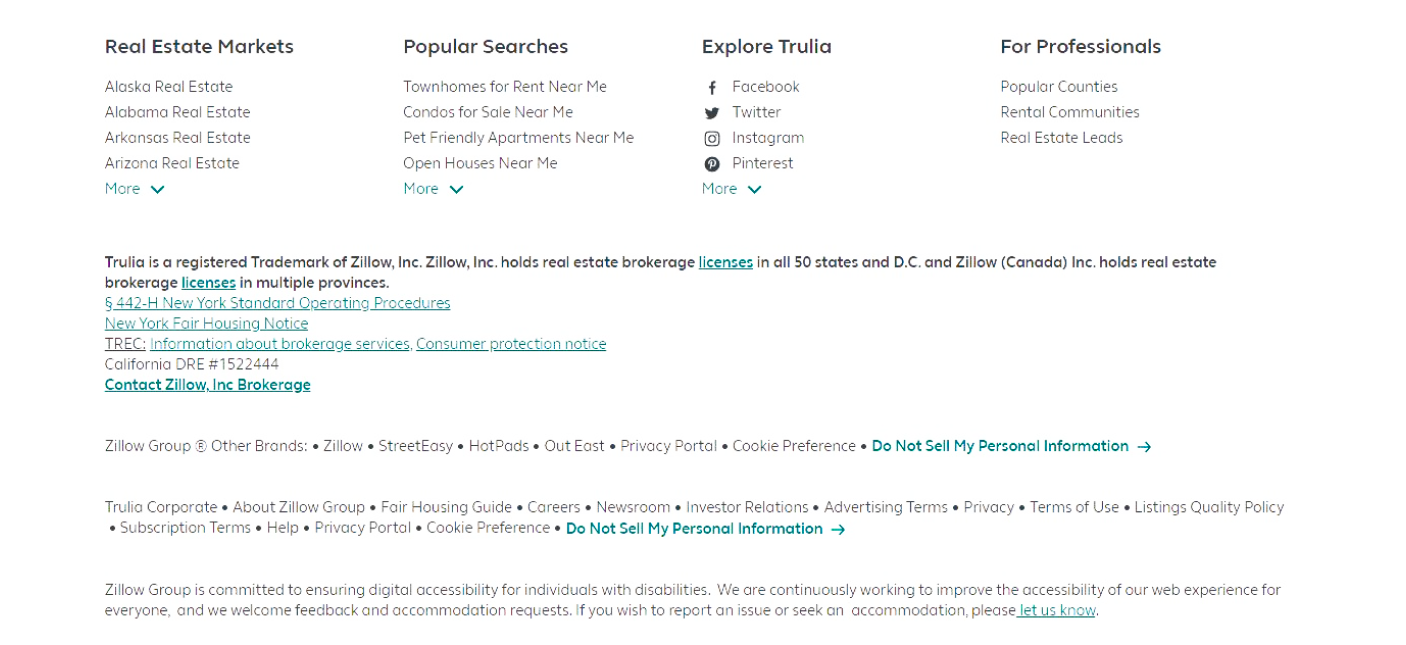 Real Estate Markets
Alaska Real Estate
Alabama Real Estate
Arkansas Real Estate
Arizona Real Estate
More
Popular Searches
Townhomes for Rent Near Me
Condos for Sale Near Me
Pet Friendly Apartments Near Me
Open Houses Near Me
More
Explore Trulia
Facebook
Twitter
Instagram
Pinterest
More
For Professionals
Popular Counties
Rental Communities
Real Estate Leads
Trulia is a registered Trademark of Zillow, Inc. Zillow, Inc. holds real estate brokerage licenses in all 50 states and D.C. and Zillow (Canada) Inc. holds real estate
brokerage licenses in multiple provinces.
§ 442-H New York Standard Operating Procedures
New York Fair Housing Notice
TREC: Information about brokerage services, Consumer protection notice
California DRE #1522444
Contact Zillow, Inc Brokerage
Zillow Group ® Other Brands: • Zillow • StreetEasy • HotPads • Out East • Privacy Portal • Cookie Preference • Do Not Sell My Personal Information →
Trulia Corporate • About Zillow Group • Fair Housing Guide • Careers • Newsroom • Investor Relations • Advertising Terms • Privacy • Terms of Use • Listings Quality Policy
• Subscription Terms • Help • Privacy Portal • Cookie Preference • Do Not Sell My Personal Information →
Zillow Group is committed to ensuring digital accessibility for individuals with disabilities. We are continuously working to improve the accessibility of our web experience for
everyone, and we welcome feedback and accommodation requests. If you wish to report an issue or seek an accommodation, please let us know.